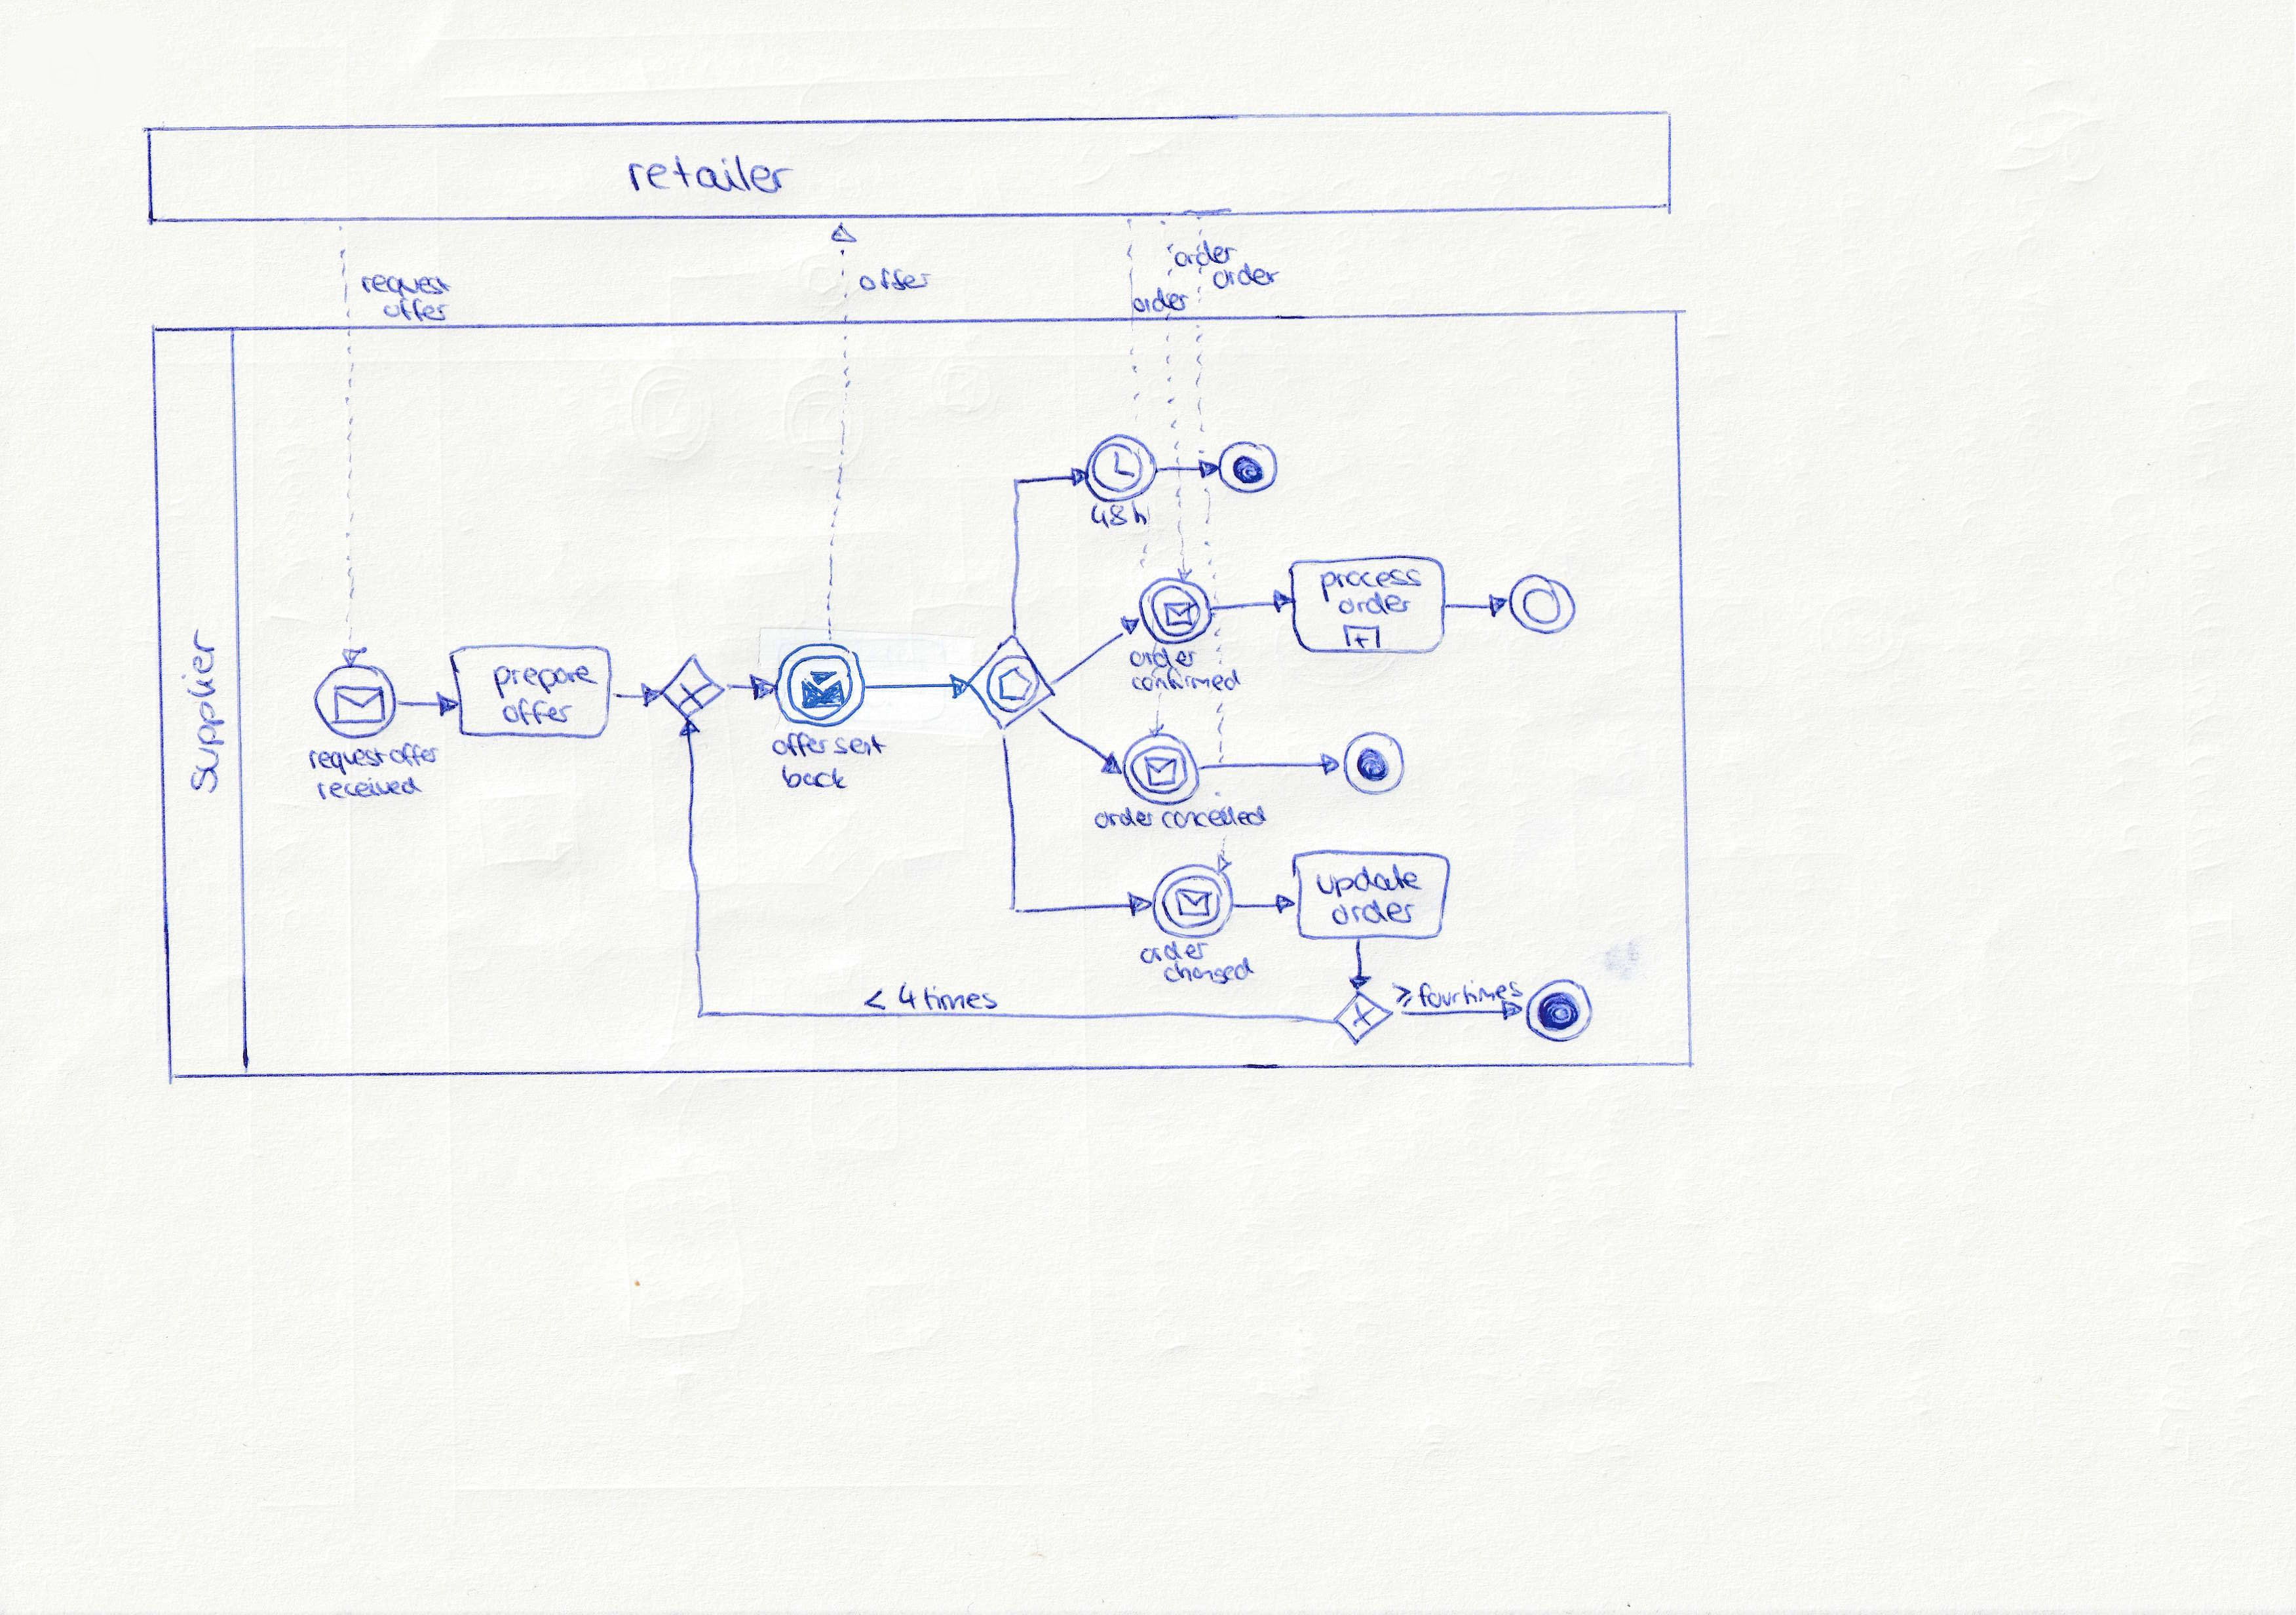 retailer
request
offer
offer
order
order
order
Supplier
48h
process
order
prepare
offer
order
confirmed
request offer
received
offer sent
back
order cancelled
update
order
order
changed
< 4 times
≥ four times